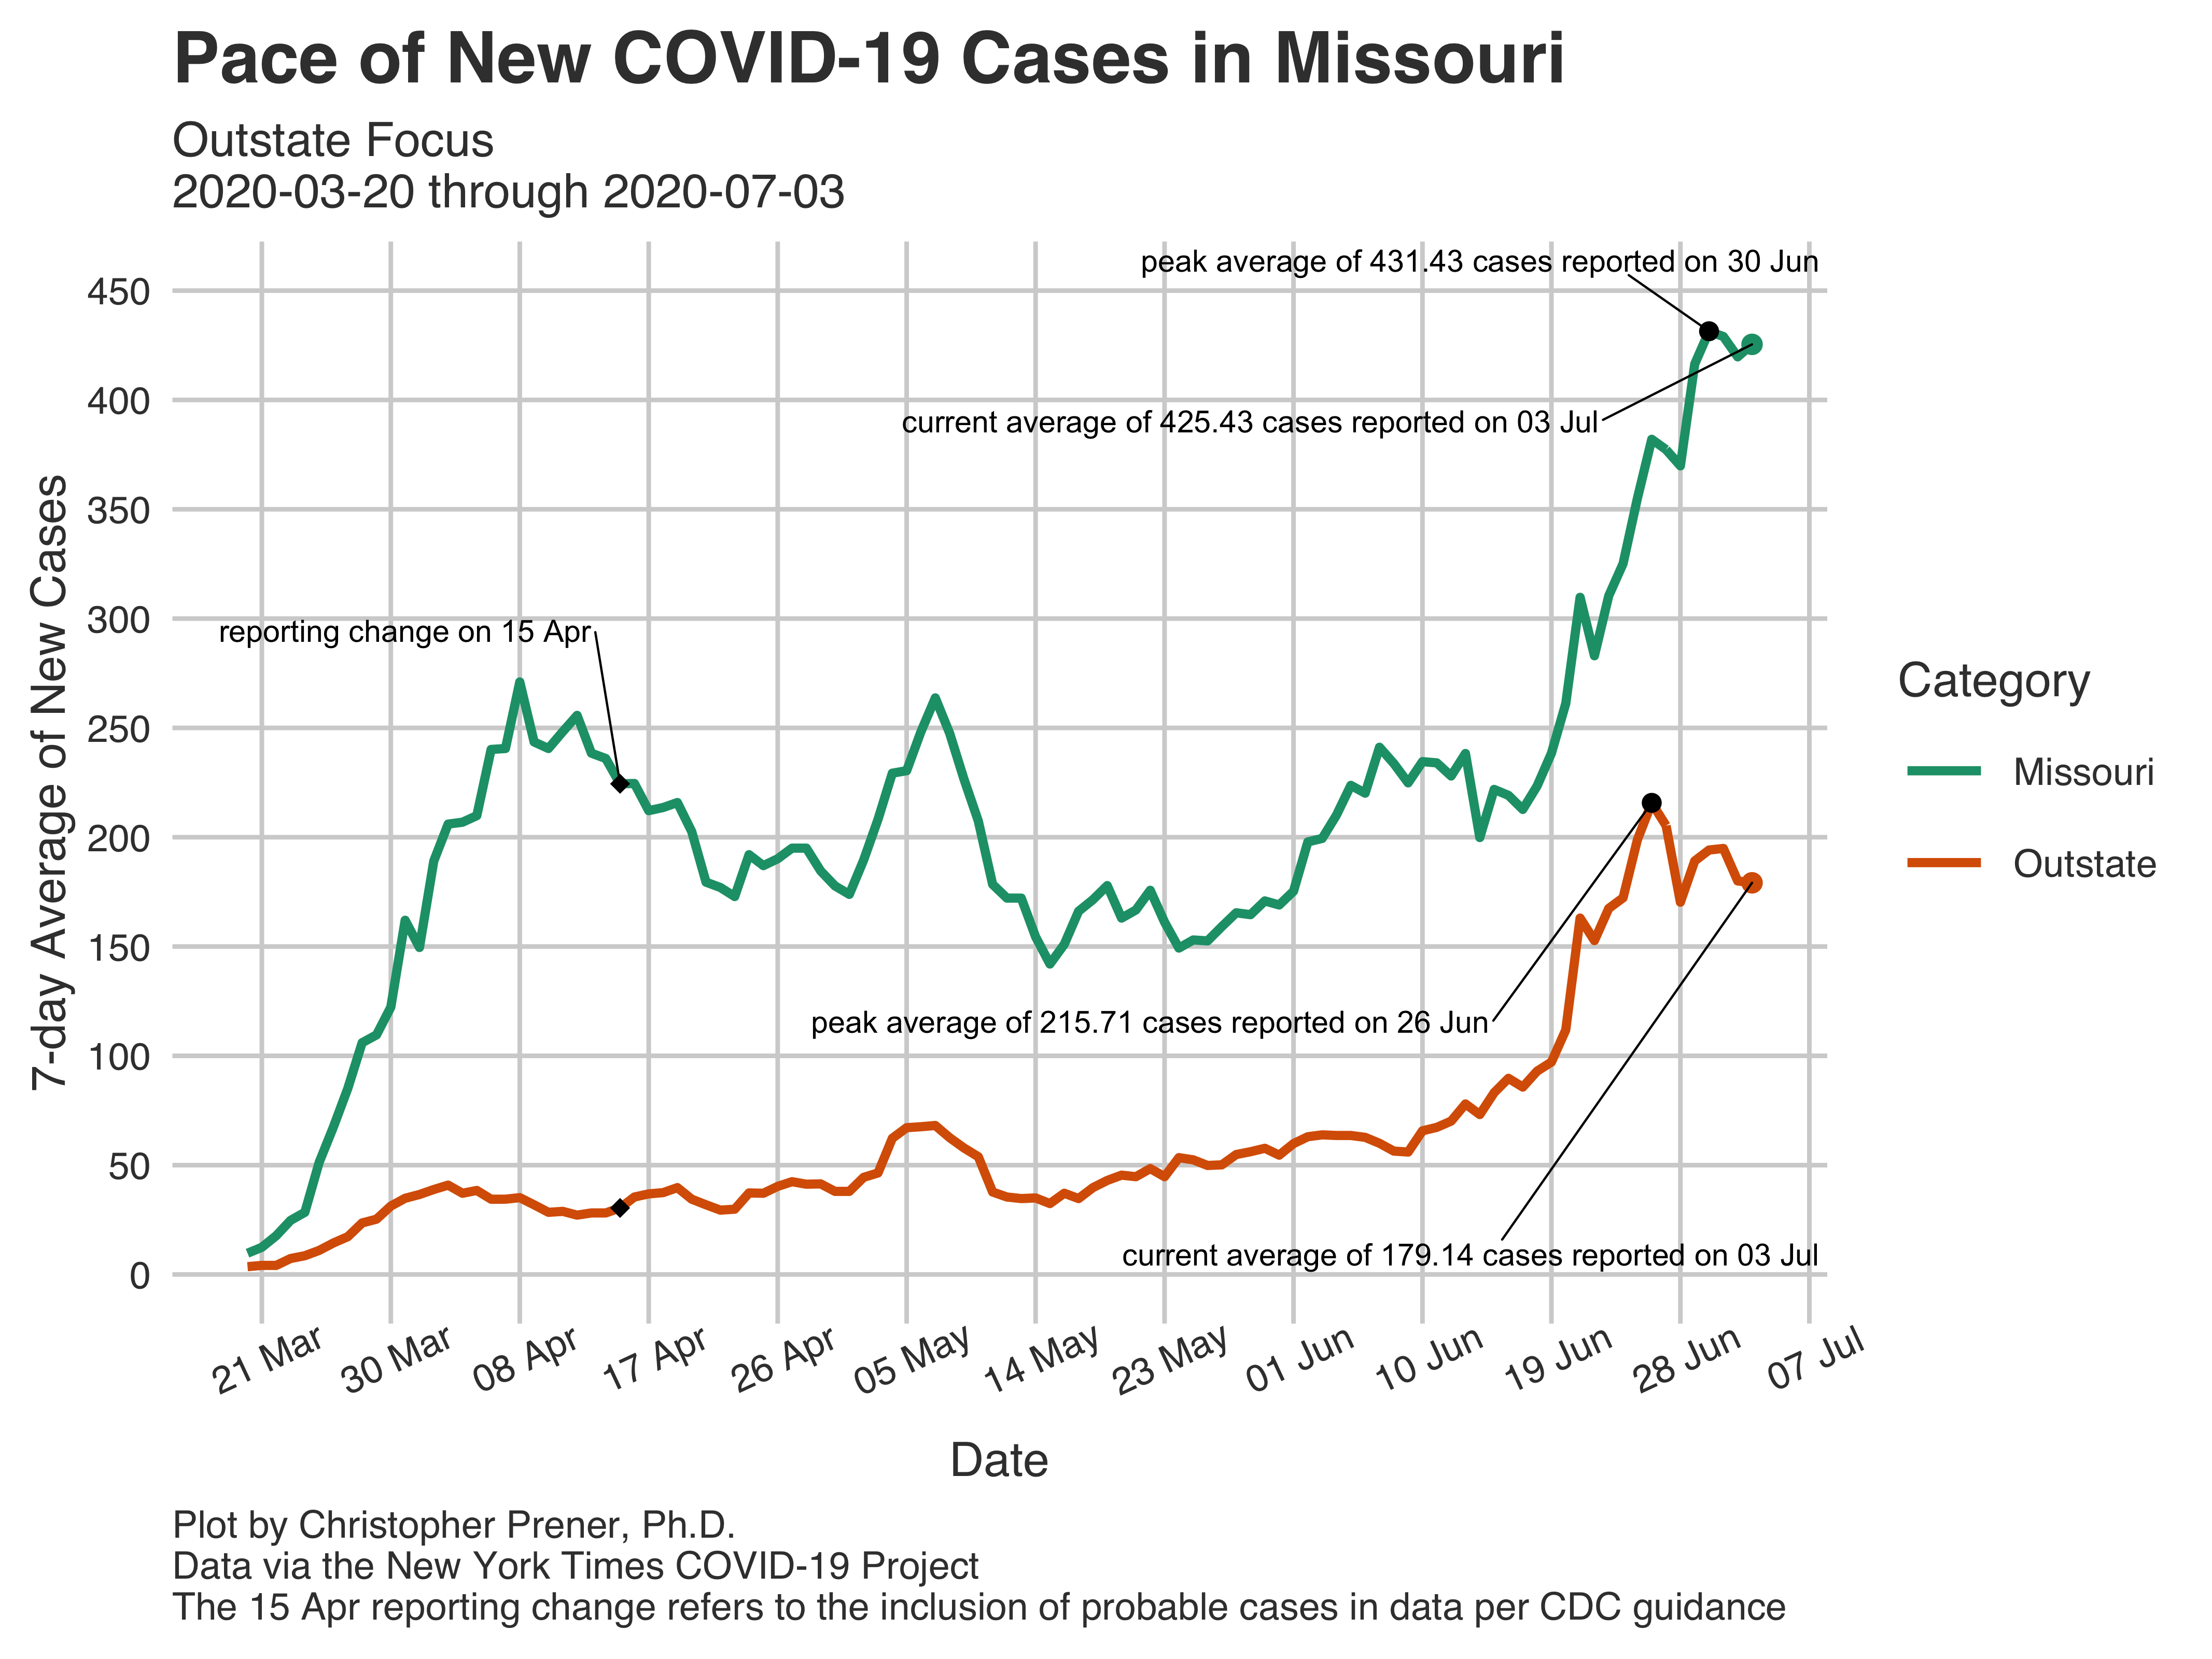 Pace of New COVID-19 Cases in Missouri
Outstate Focus
2020-03-20 through 2020-07-03
7-day Average of New Cases
450
400
350
300
250
200
150
100
50
0
peak average of 431.43 cases reported on 30 Jun
current average of 425.43 cases reported on 03 Jul
reporting change on 15 Apr
peak average of 215.71 cases reported on 26 Jun
current average of 179.14 cases reported on 03 Jul
Category
Missouri
Outstate
21 Mar
30 Mar
08 Apr
17 Apr
26 Apr
05 May
14 May
23 May
01 Jun
10 Jun
19 Jun
28 Jun
07 Jul
Date
Plot by Christopher Prener, Ph.D.
Data via the New York Times COVID-19 Project
The 15 Apr reporting change refers to the inclusion of probable cases in data per CDC guidance